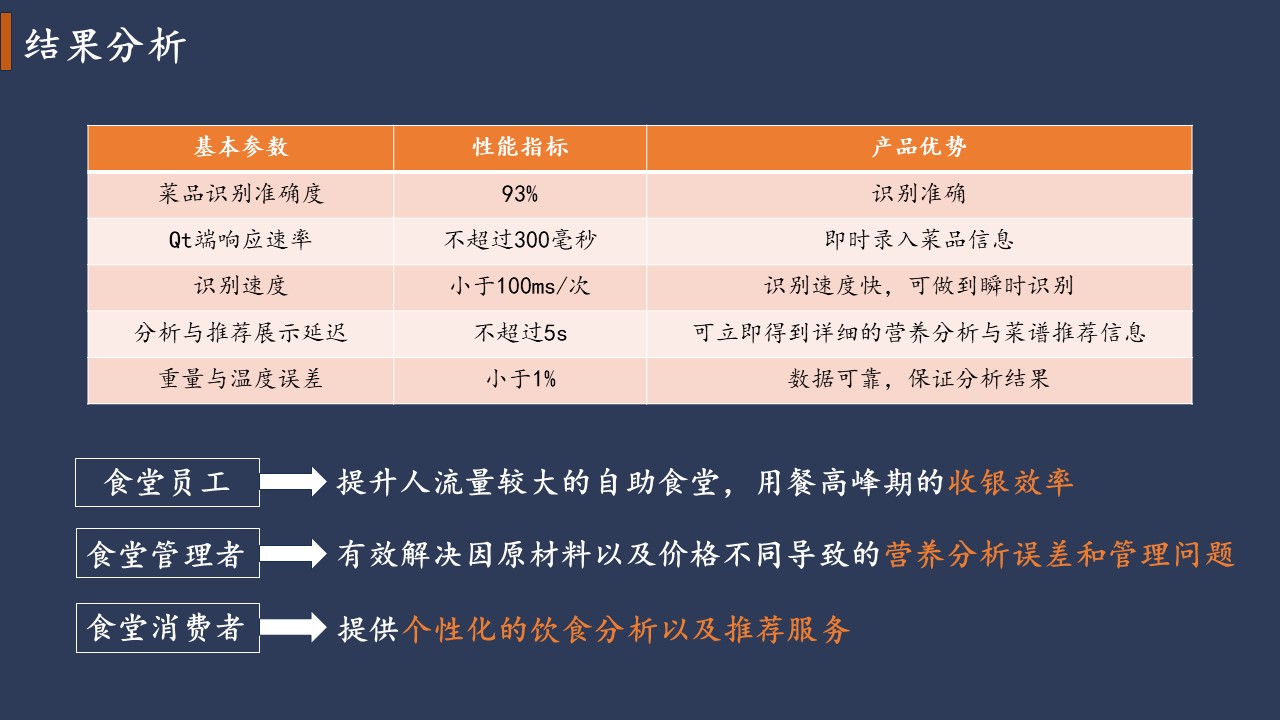 结果分析
基本参数 性能指标 产品优势
菜品识别准确度 93% 识别准确
Qt端响应速率 不超过300毫秒 即时录入菜品信息
识别速度 小于100ms/次 识别速度快，可做到瞬时识别
分析与推荐展示延迟 不超过5s 可立即得到详细的营养分析与菜谱推荐信息
重量与温度误差 小于1% 数据可靠，保证分析结果
食堂员工 提升人流量较大的自助食堂，用餐高峰期的收银效率
食堂管理者 有效解决因原材料以及价格不同导致的营养分析误差和管理问题
食堂消费者 提供个性化的饮食分析以及推荐服务